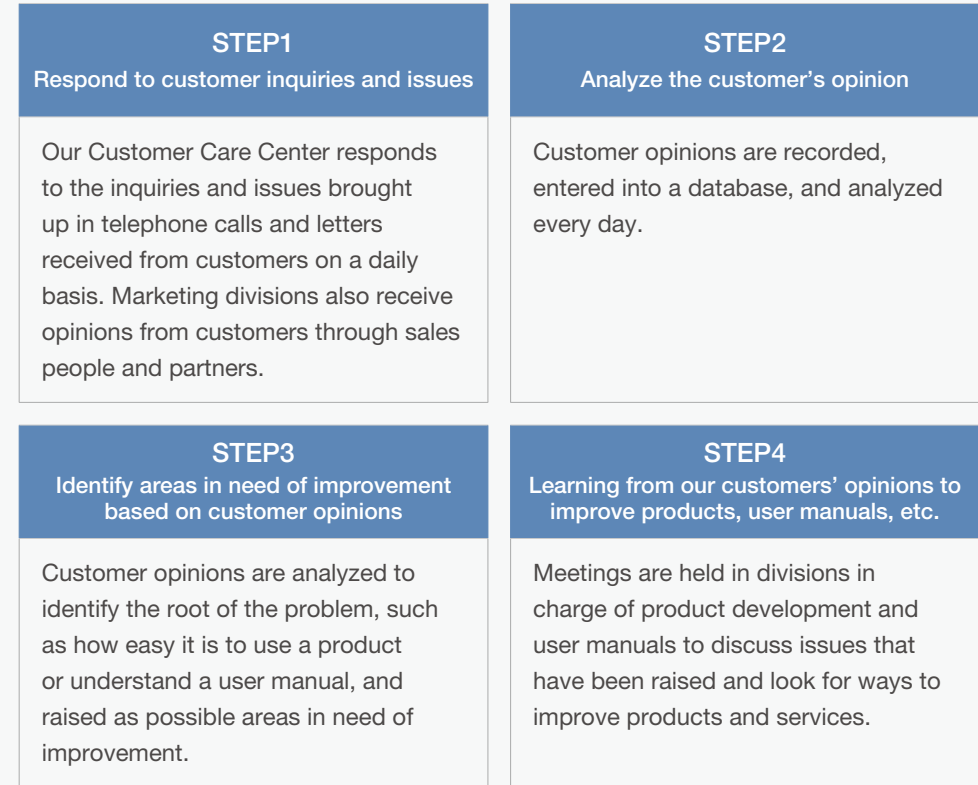 STEP1
Respond to customer inquiries and issues
Our Customer Care Center responds
to the inquiries and issues brought
up in telephone calls and letters
received from customers on a daily
basis. Marketing divisions also receive
opinions from customers through sales
people and partners.
STEP2
Analyze the customer’s opinion
Customer opinions are recorded,
entered into a database, and analyzed
every day.
STEP3
Identify areas in need of improvement
based on customer opinions
Customer opinions are analyzed to
identify the root of the problem, such
as how easy it is to use a product
or understand a user manual, and
raised as possible areas in need of
improvement.
STEP4
Learning from our customers’ opinions to
improve products, user manuals, etc.
Meetings are held in divisions in
charge of product development and
user manuals to discuss issues that
have been raised and look for ways to
improve products and services.